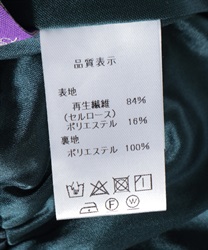 品質表示
表地
再生繊維 84%
(セルロース)
ポリエステル 16%
裏地
ポリエステル 100%